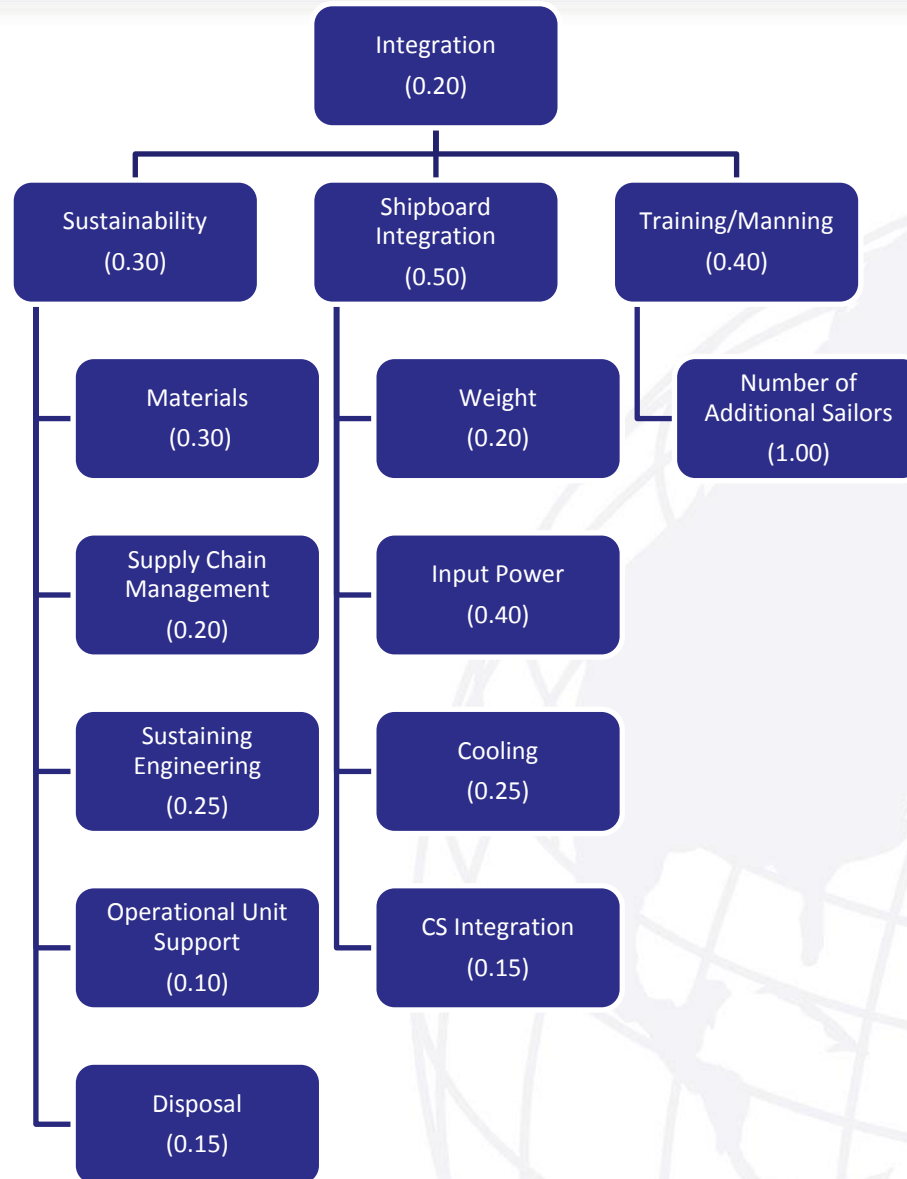 Integration
(0.20)
Sustainability
(0.30)
Shipboard
Integration
(0.50)
Training/Manning
(0.40)
Materials
(0.30)
Supply Chain
Management
(0.20)
Sustaining
Engineering
(0.25)
Operational Unit
Support
(0.10)
Disposal
(0.15)
Weight
(0.20)
Input Power
(0.40)
Cooling
(0.25)
CS Integration
(0.15)
Number of
Additional Sailors
(1.00)